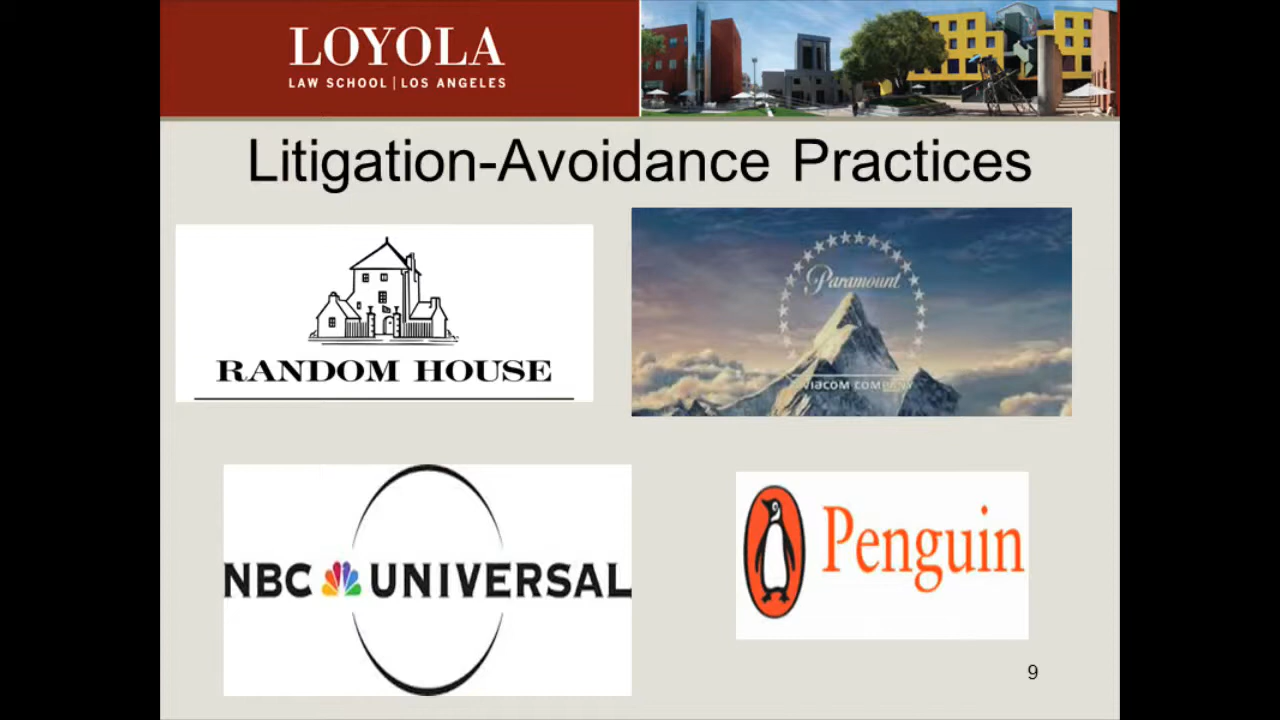 LOYOLA
LAW SCHOOL | LOS ANGELES
Litigation-Avoidance Practices
RANDOM HOUSE
Paramount
A VIACOM COMPANY
NBC UNIVERSAL
Penguin
9